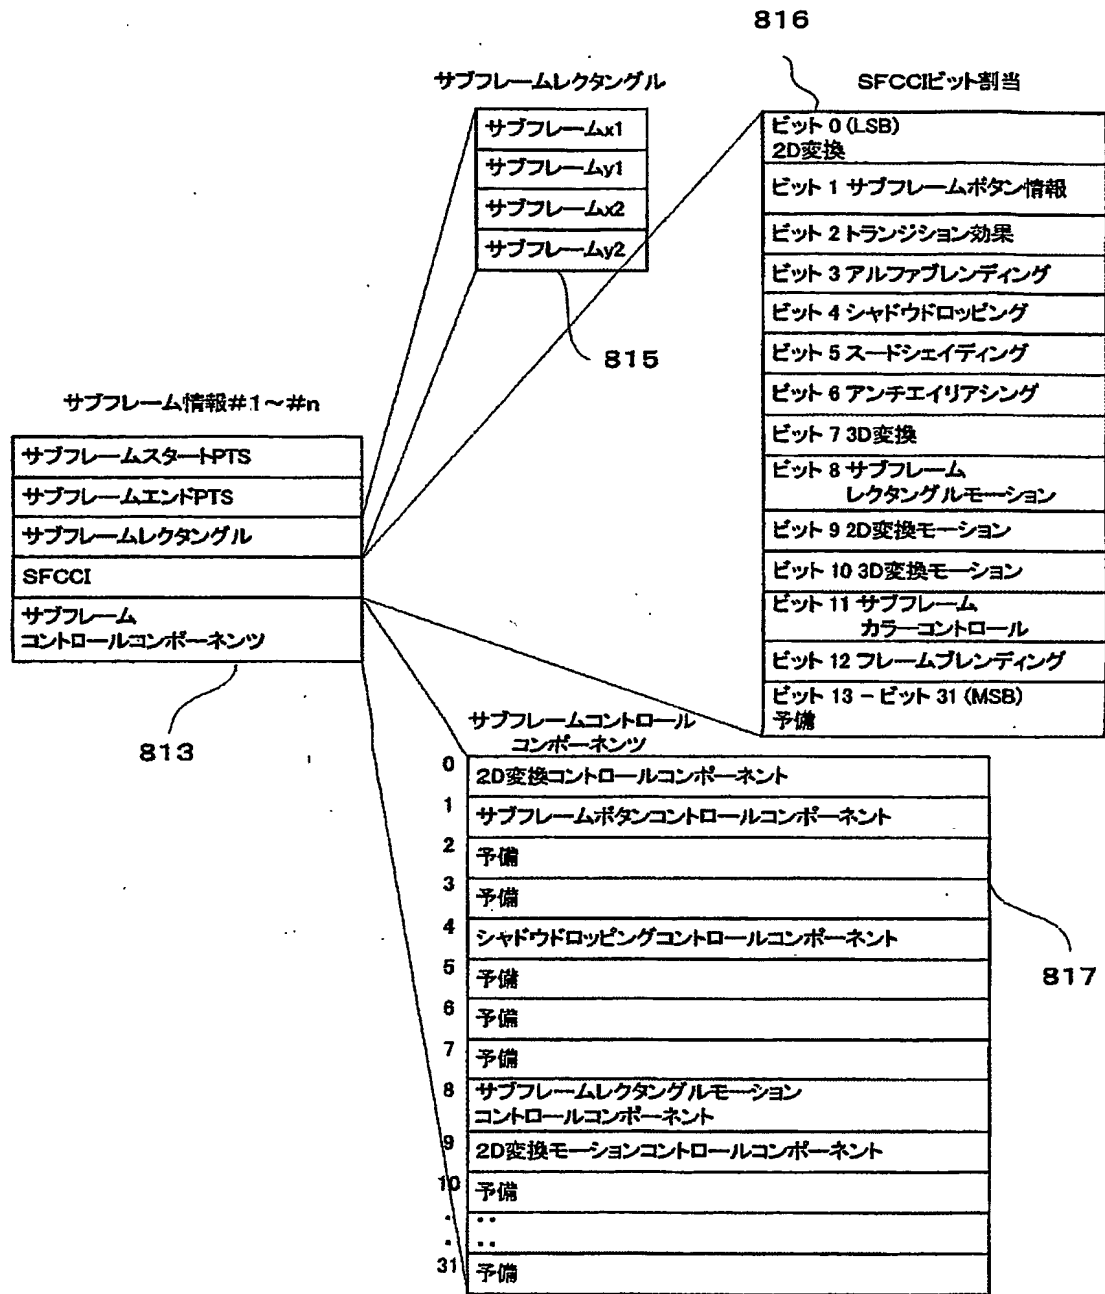 816
サブフレームレクタングル
サブフレームx1
サブフレームy1
サブフレームx2
サブフレームy2
815
SFCCIビット割当
ビット 0 (LSB)
2D変換
ビット 1 サブフレームボタン情報
ビット 2 トランジション効果
ビット 3 アルファブレンディング
ビット 4 シャドウドロッピング
ビット 5 スードシェイディング
ビット 6 アンチエイリアシング
ビット 7 3D変換
ビット 8 サブフレーム
レクタングルモーション
ビット 9 2D変換モーション
ビット 10 3D変換モーション
ビット 11 サブフレーム
カラーコントロール
ビット 12 フレームブレンディング
ビット 13 - ビット 31 (MSB)
予備
サブフレーム情報#1～#n
サブフレームスタートPTS
サブフレームエンドPTS
サブフレームレクタングル
SFCCI
サブフレーム
コントロールコンポーネンツ
813
サブフレームコントロール
コンポーネンツ
0 2D変換コントロールコンポーネント
1 サブフレームボタンコントロールコンポーネント
2 予備
3 予備
4 シャドウドロッピングコントロールコンポーネント
5 予備
6 予備
7 予備
8 サブフレームレクタングルモーション
コントロールコンポーネント
9 2D変換モーションコントロールコンポーネント
10 予備
. ..
. ..
31 予備
817